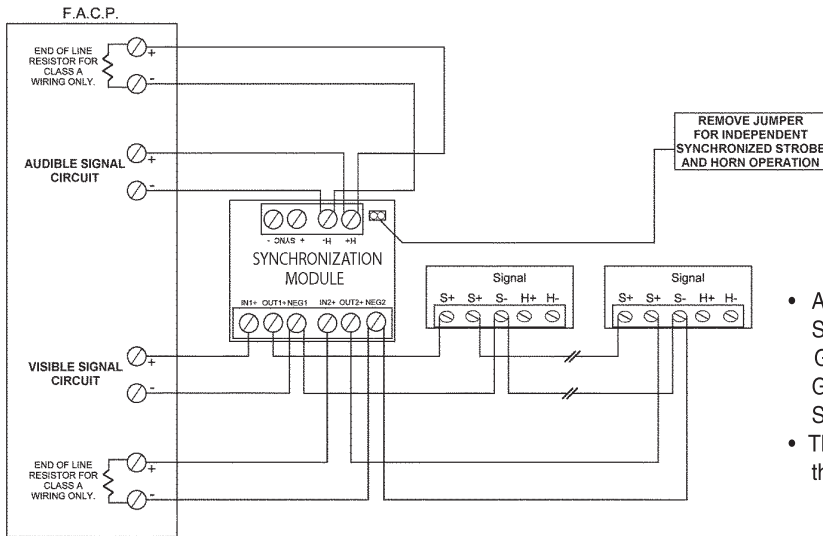 F.A.C.P.
END OF LINE
RESISTOR FOR
CLASS A
WIRING ONLY.
+
-
AUDIBLE SIGNAL
CIRCUIT
+
-
REMOVE JUMPER
FOR INDEPENDENT
SYNCHRONIZED STROBE
AND HORN OPERATION
- SYNC + H- H+
SYNCHRONIZATION
MODULE
IN1+ OUT1+ NEG1 IN2+ OUT2+ NEG2
Signal
S+ S+ S- H+ H-
Signal
S+ S+ S- H+ H-
VISIBLE SIGNAL
CIRCUIT
+
-
END OF LINE
RESISTOR FOR
CLASS A
WIRING ONLY.
+
-
• A
S
G
G
S
• Tl
th